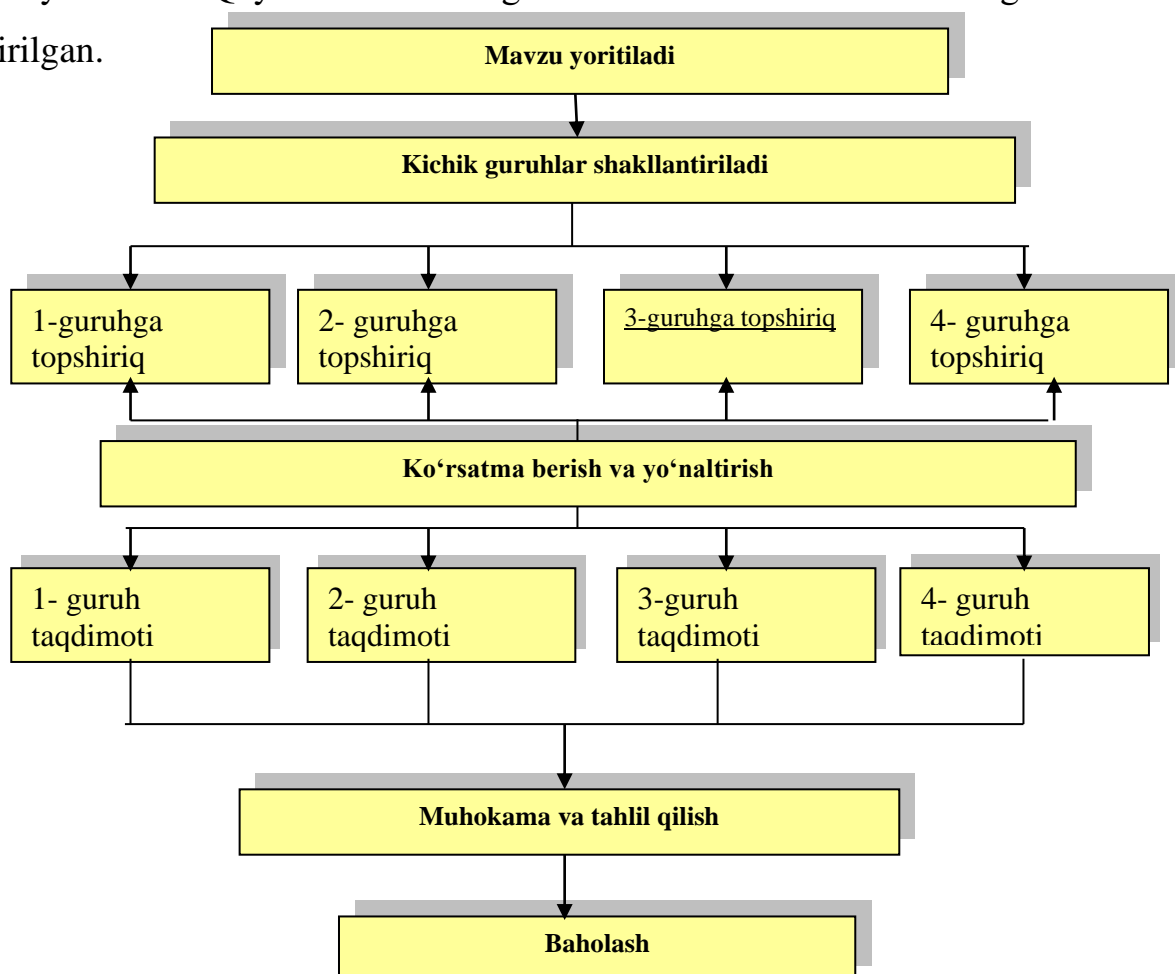 irilgan.
Mavzu yoritiladi
Kichik guruhlar shakllantiriladi
1-guruhga
topshiriq
2- guruhga
topshiriq
3-guruhga topshiriq
4- guruhga
topshiriq
Ko‘rsatma berish va yo‘naltirish
1- guruh
taqdimoti
2- guruh
taqdimoti
3-guruh
taqdimoti
4- guruh
taqdimoti
Muhokama va tahlil qilish
Baholash